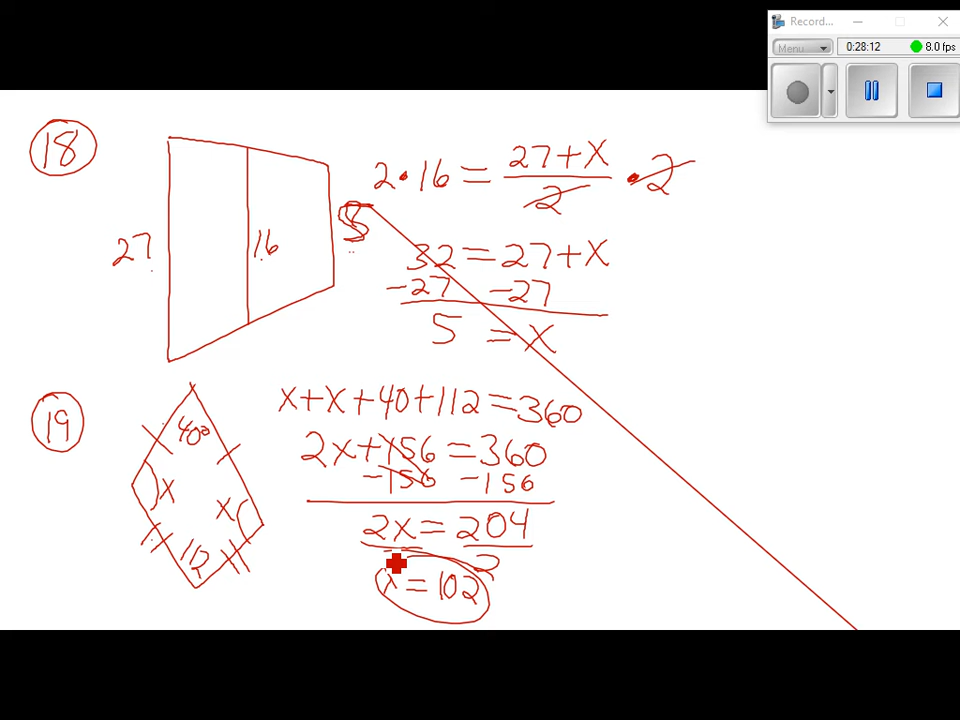 Record...
Menu
0:28:12
8.0 fps
18
27
16
5
2 • 16 = 27 + X / 2 • 2
32 = 27 + X
-27 -27
5 = X
19
40°
X
X
112
X + X + 40 + 112 = 360
2X + 156 = 360
-156 -156
2X = 204
2
X = 102